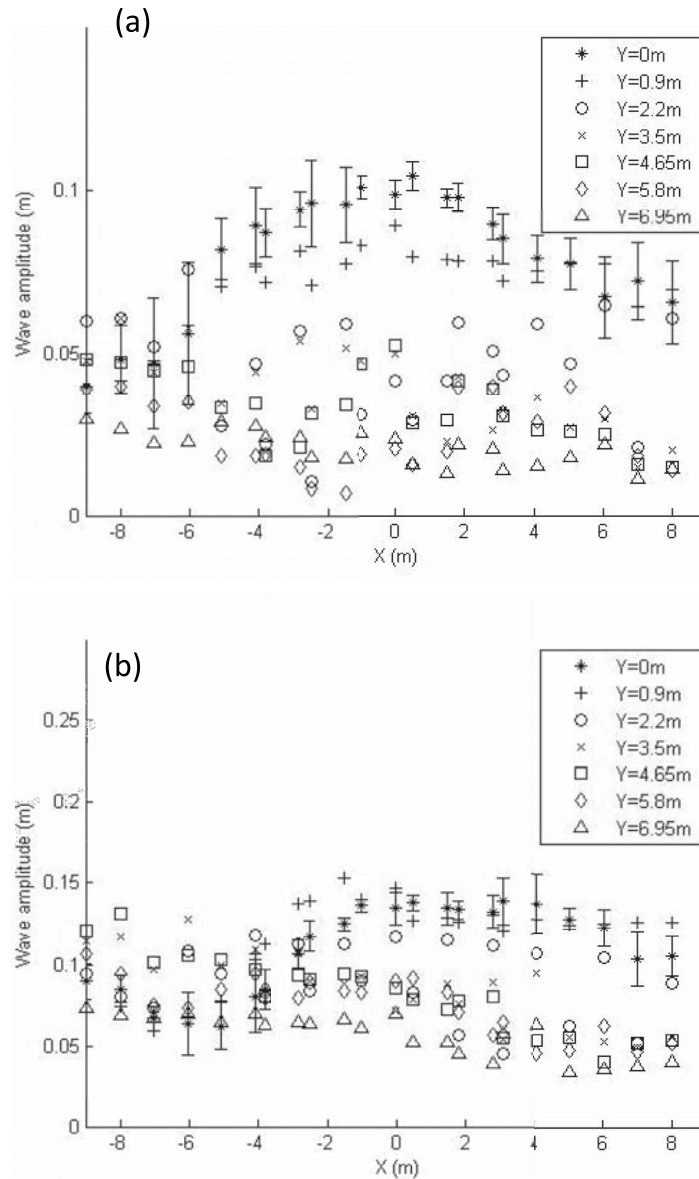 (a)
Y=0m
Y=0.9m
Y=2.2m
Y=3.5m
Y=4.65m
Y=5.8m
Y=6.95m
Wave amplitude (m)
0.1
0.05
0
-8 -6 -4 -2 0 2 4 6 8
X (m)
(b)
Y=0m
Y=0.9m
Y=2.2m
Y=3.5m
Y=4.65m
Y=5.8m
Y=6.95m
Wave amplitude (m)
0.25
0.2
0.15
0.1
0.05
0
-8 -6 -4 -2 0 2 4 6 8
X (m)